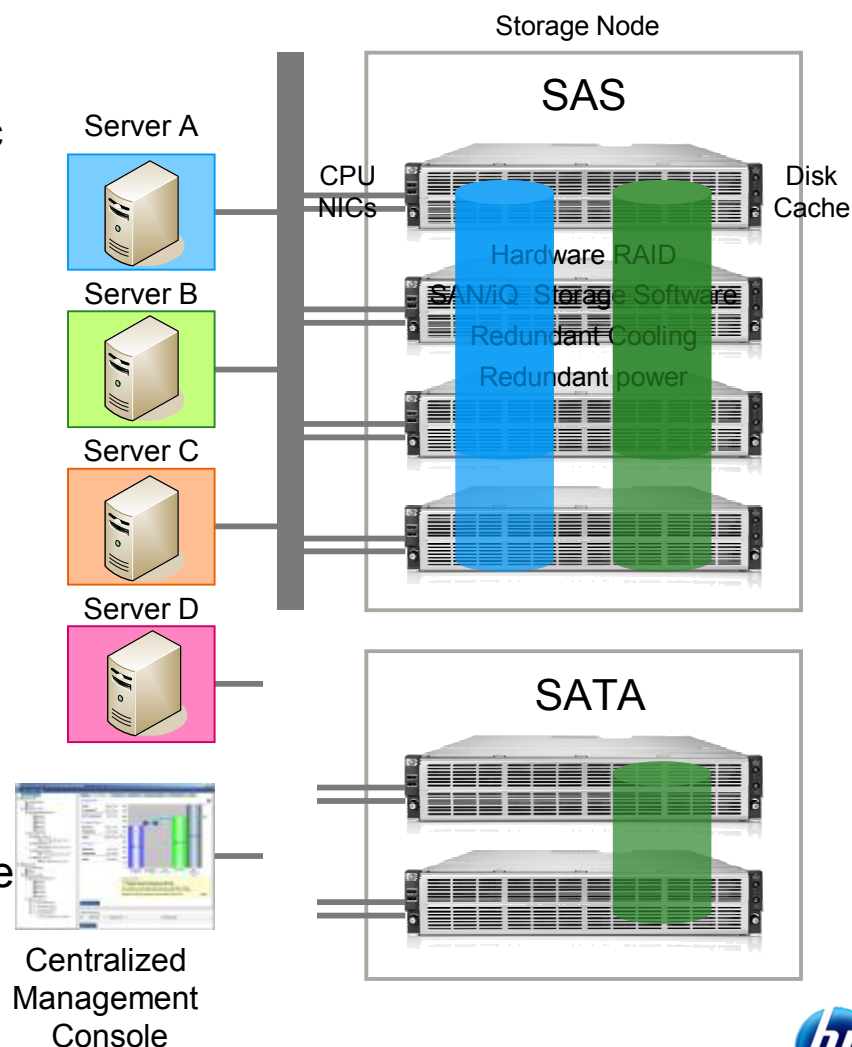 Storage Node
SAS
c
Server A
CPU
NICs
Disk
Cache
Hardware RAID
SAN/iQ Storage Software
Redundant Cooling
Redundant power
Server B
Server C
Server D
SATA
e
Centralized
Management
Console
hp